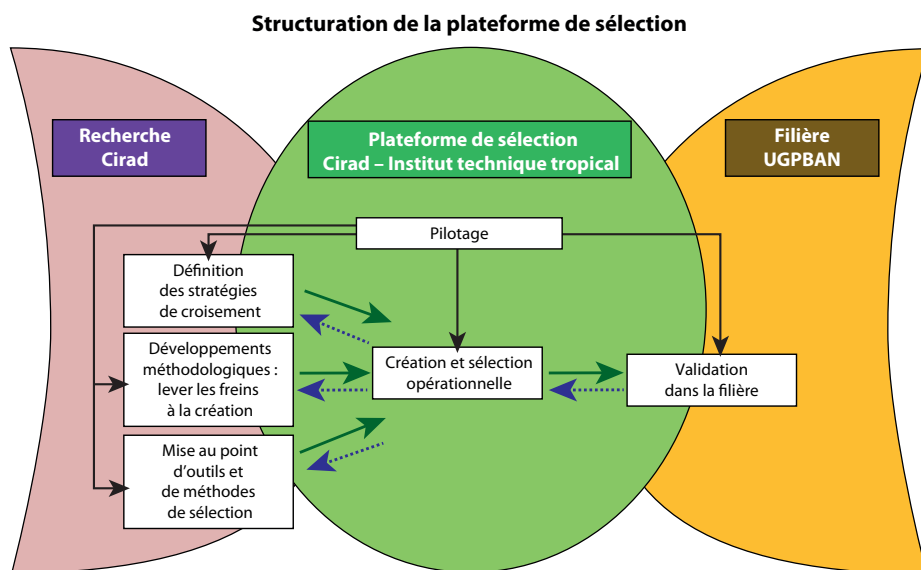 Structuration de la plateforme de sélection
Recherche
Cirad
Plateforme de sélection
Cirad – Institut technique tropical
Filière
UGPBAN
Pilotage
Définition
des stratégies
de croisement
Développements
méthodologiques :
lever les freins
à la création
Mise au point
d'outils et
de méthodes
de sélection
Création et sélection
opérationnelle
Validation
dans la filière